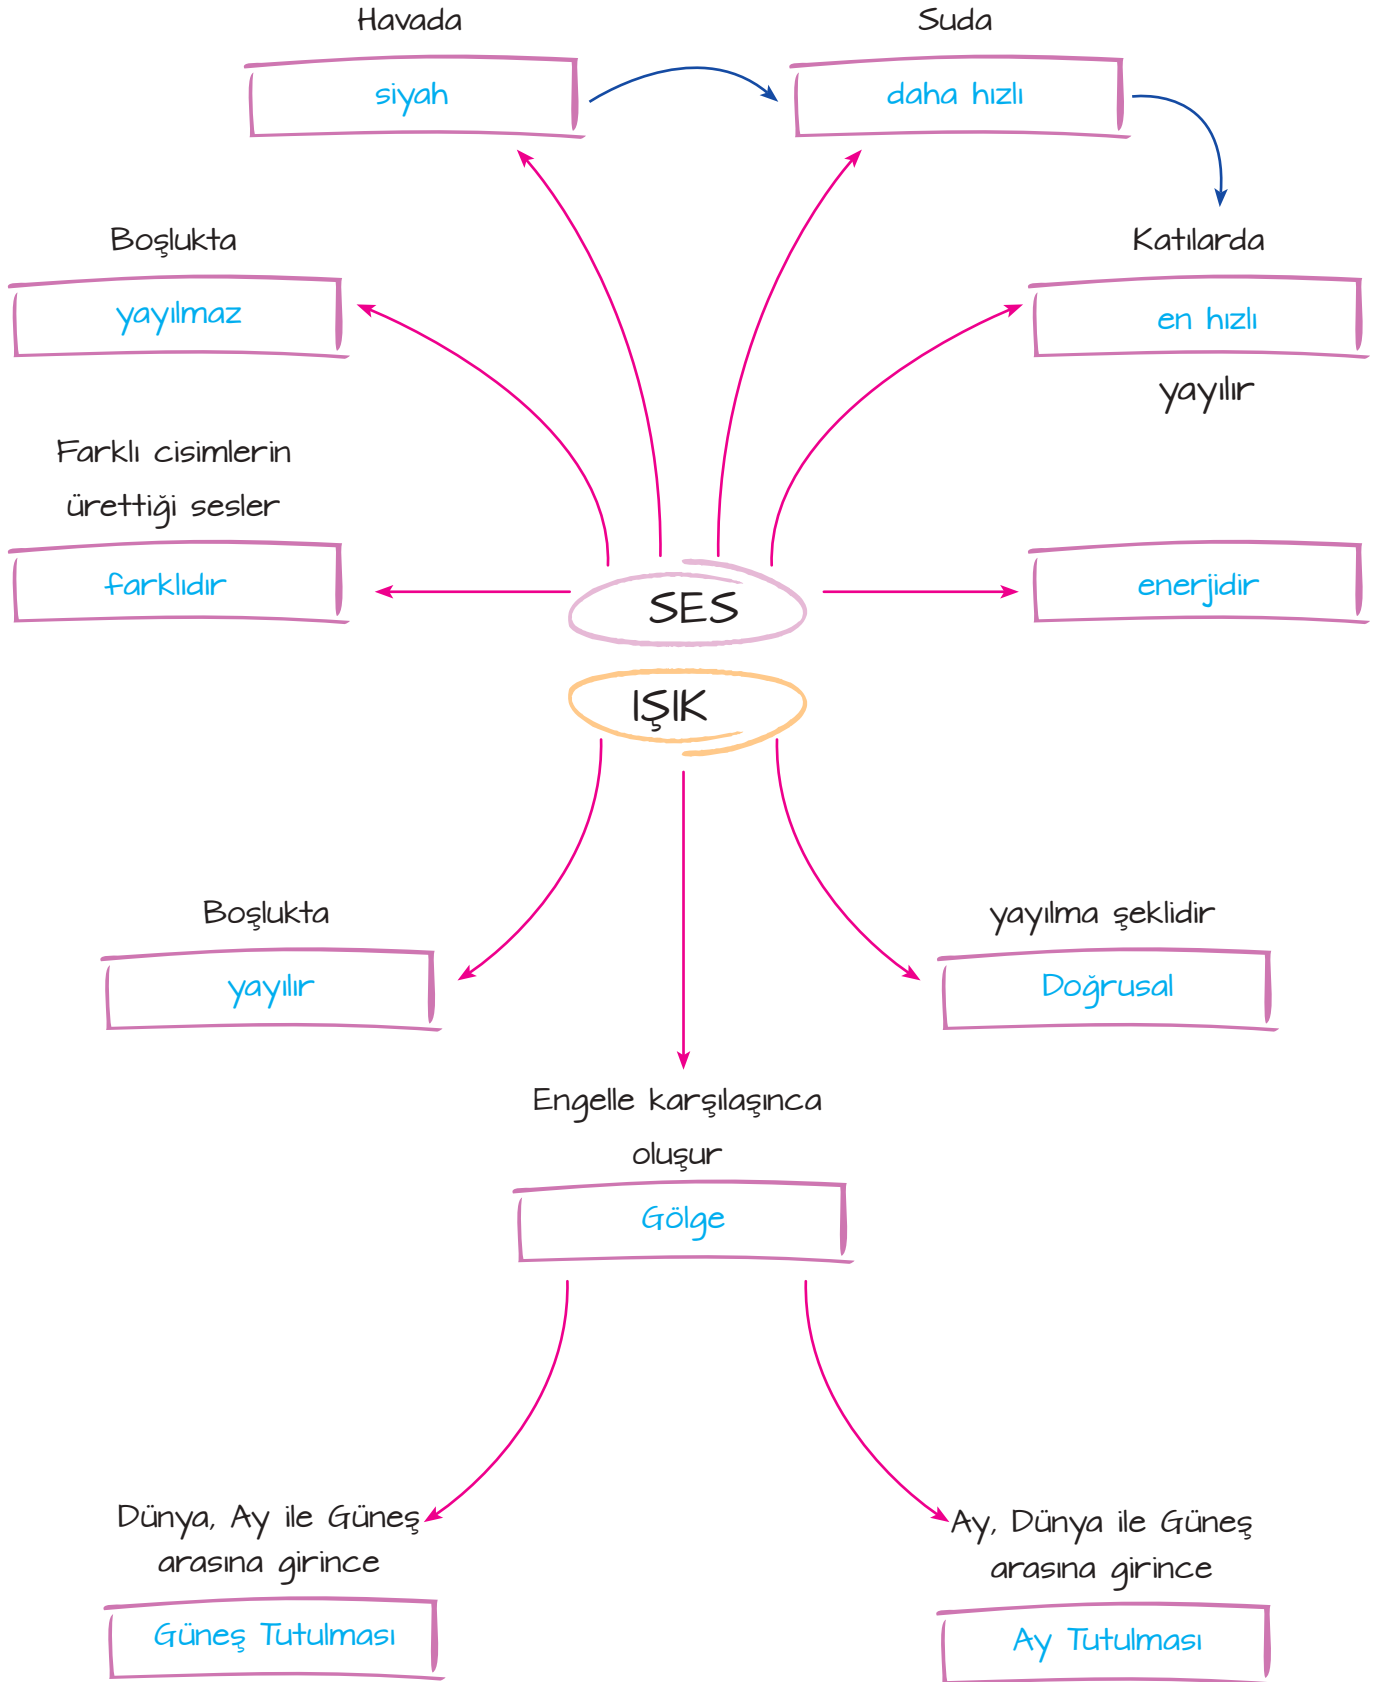 Havada
siyah
Suda
daha hızlı
Boşlukta
yayılmaz
Katılarda
en hızlı
yayılır
Farklı cisimlerin
ürettiği sesler
farklıdır
enerjidir
SES
IŞIK
Boşlukta
yayılır
yayılma şeklidir
Doğrusal
Engelle karşılaşınca
oluşur
Gölge
Dünya, Ay ile Güneş
arasına girince
Güneş Tutulması
Ay, Dünya ile Güneş
arasına girince
Ay Tutulması